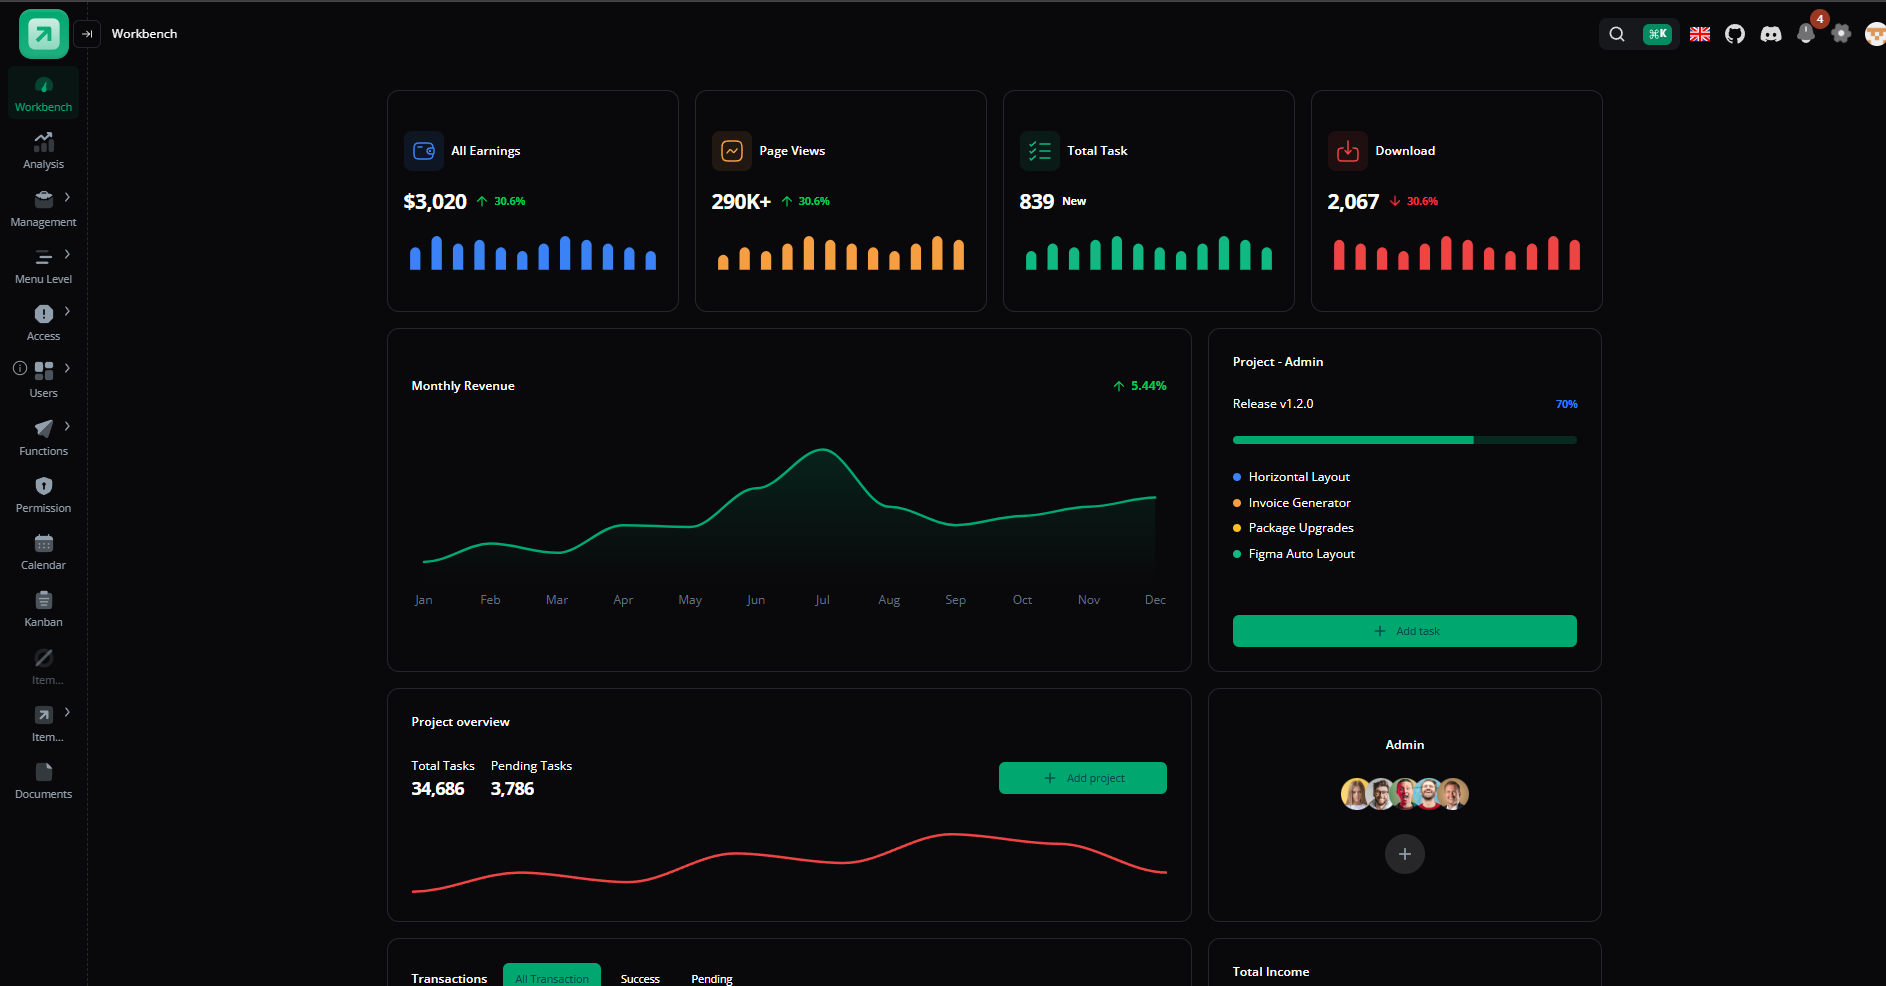 Workbench
⌘K
4
Workbench
Analysis
Management
Menu Level
Access
Users
Functions
Permission
Calendar
Kanban
Item...
Item...
Documents
All Earnings
$3,020 30.6%
Page Views
290K+ 30.6%
Total Task
839 New
Download
2,067 30.6%
Monthly Revenue
5.44%
Jan Feb Mar Apr May Jun Jul Aug Sep Oct Nov Dec
Project - Admin
Release v1.2.0 70%
Horizontal Layout
Invoice Generator
Package Upgrades
Figma Auto Layout
Add task
Project overview
Total Tasks Pending Tasks
34,686 3,786
Add project
Admin
Transactions All Transaction Success Pending
Total Income